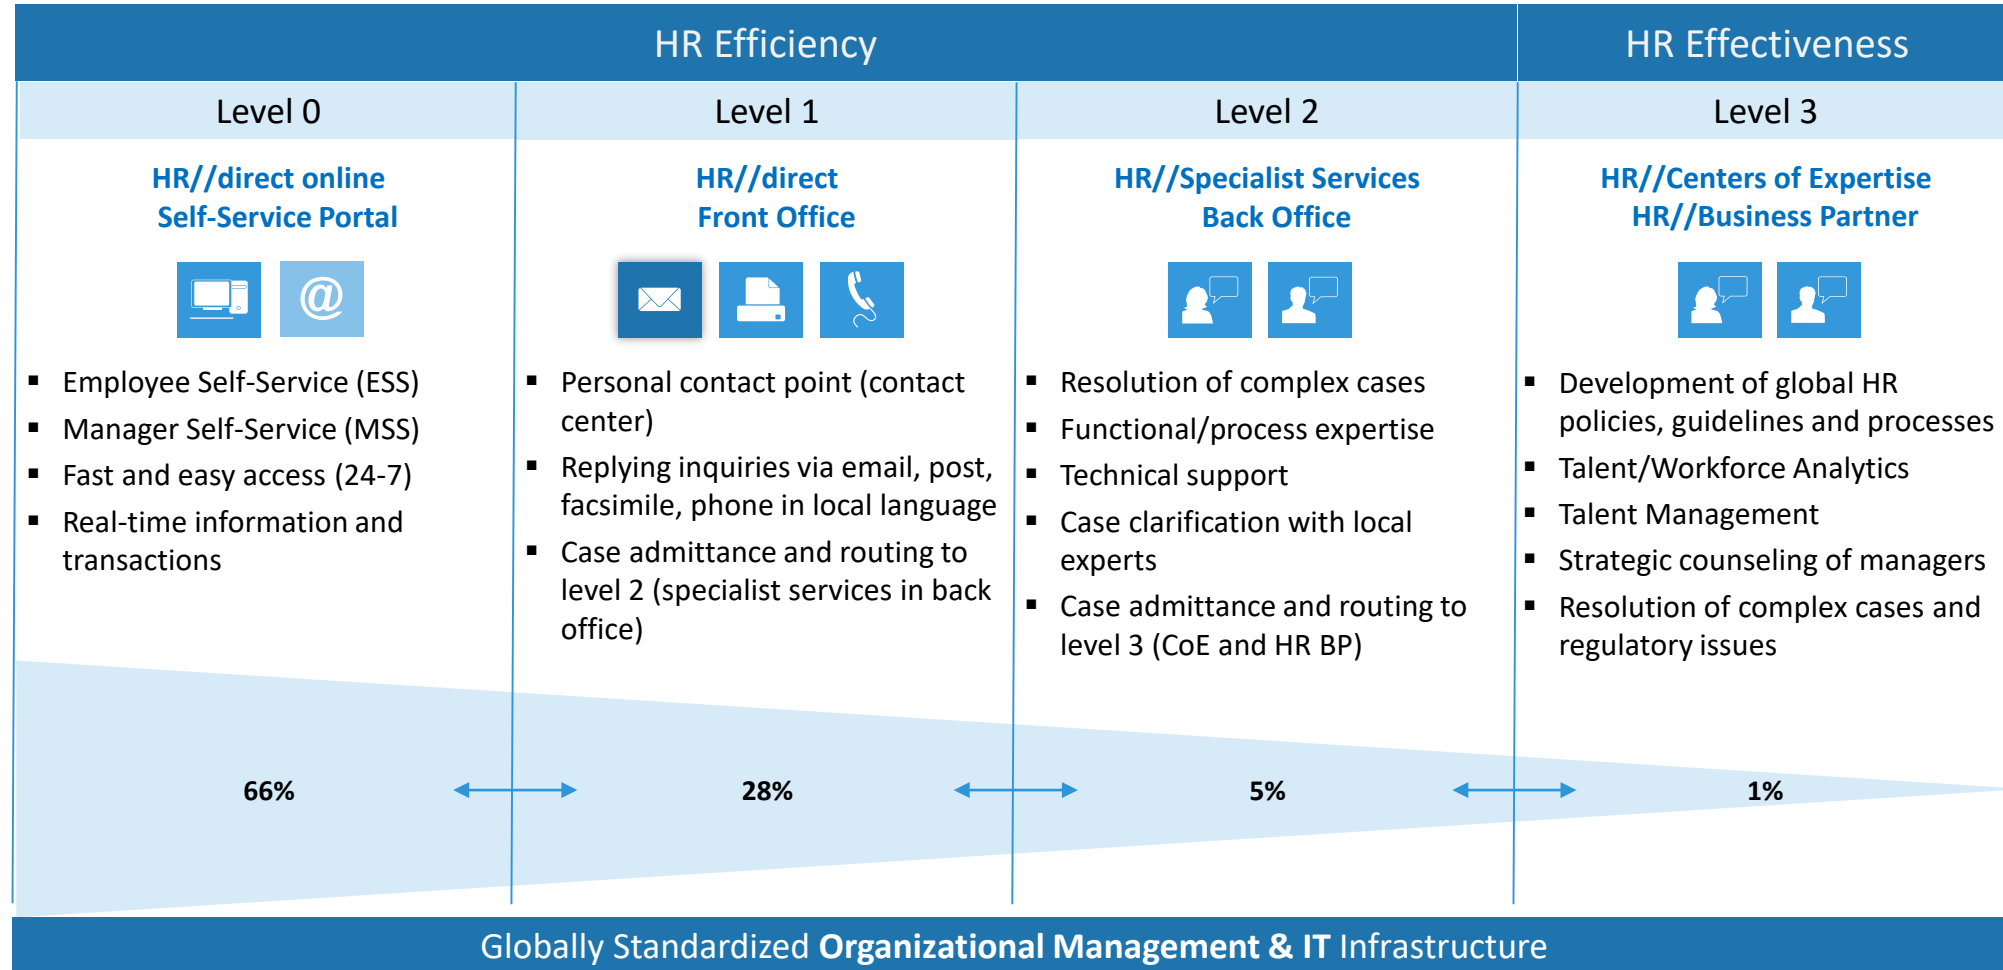 HR Efficiency
HR Effectiveness
Level 0
Level 1
Level 2
Level 3
HR//direct online
Self-Service Portal
HR//direct
Front Office
HR//Specialist Services
Back Office
HR//Centers of Expertise
HR//Business Partner
@
▪ Employee Self-Service (ESS)
▪ Manager Self-Service (MSS)
▪ Fast and easy access (24-7)
▪ Real-time information and
transactions
▪ Personal contact point (contact
center)
▪ Replying inquiries via email, post,
facsimile, phone in local language
▪ Case admittance and routing to
level 2 (specialist services in back
office)
▪ Resolution of complex cases
▪ Functional/process expertise
▪ Technical support
▪ Case clarification with local
experts
▪ Case admittance and routing to
level 3 (CoE and HR BP)
▪ Development of global HR
policies, guidelines and processes
▪ Talent/Workforce Analytics
▪ Talent Management
▪ Strategic counseling of managers
▪ Resolution of complex cases and
regulatory issues
66%
28%
5%
1%
Globally Standardized Organizational Management & IT Infrastructure